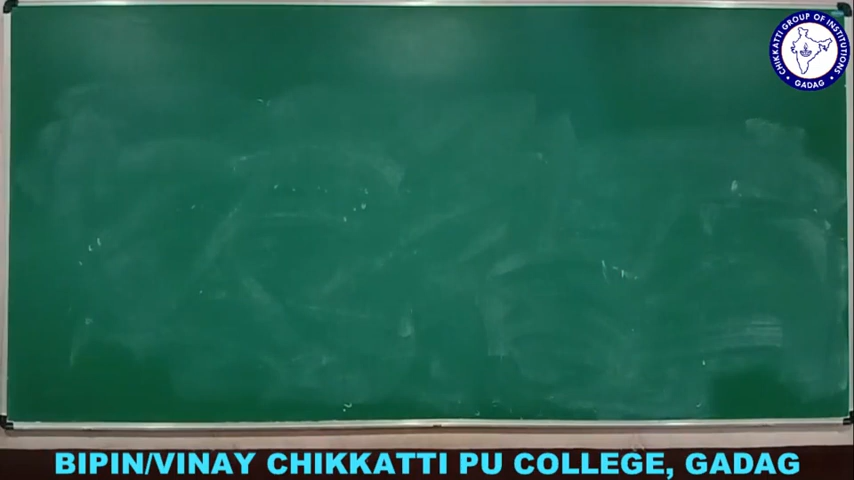 CHIKKATTI GROUP OF INSTITUTIONS
GADAG
BIPIN/VINAY CHIKKATTI PU COLLEGE, GADAG